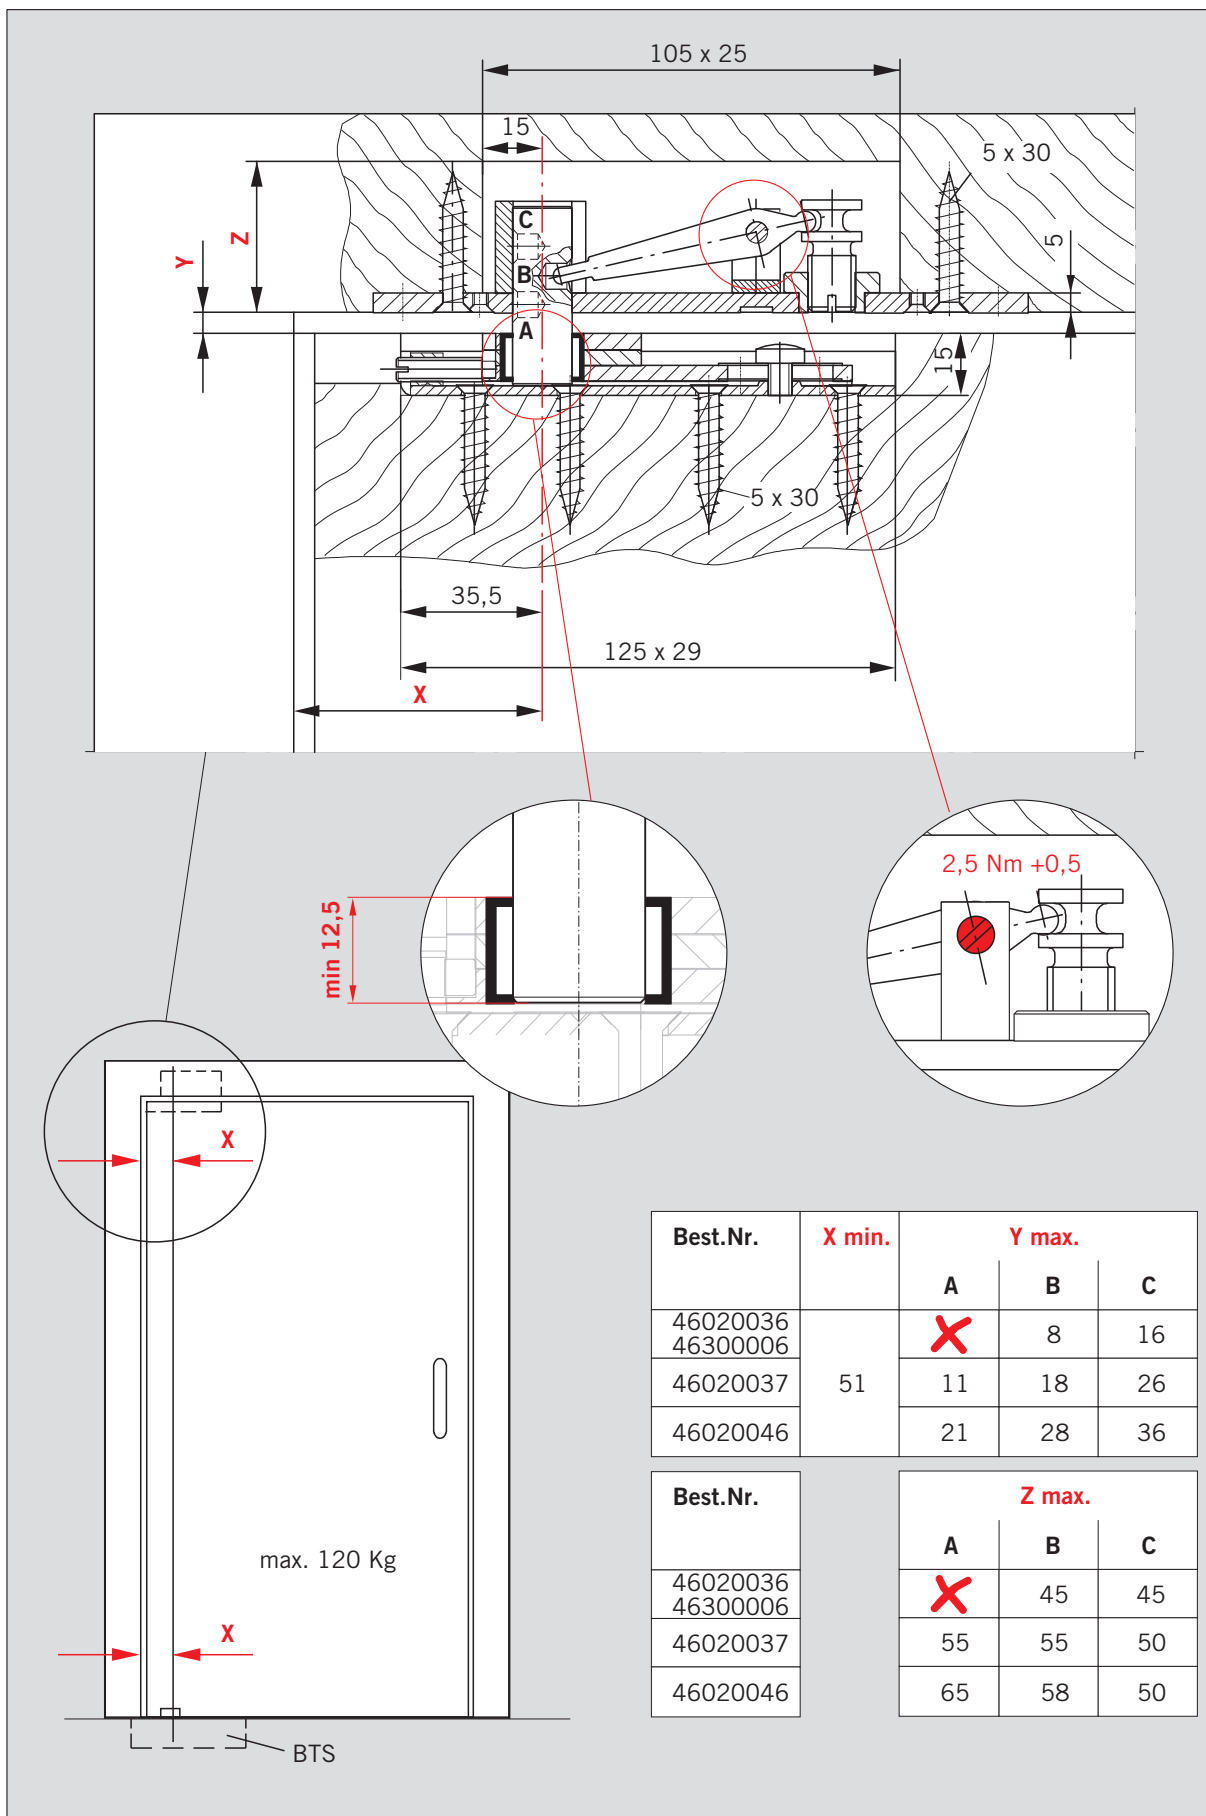 105 x 25
15
5 x 30
Z
Y
C
B
A
5
15
5 x 30
35,5
125 x 29
X
min 12,5
2,5 Nm +0,5
X
max. 120 Kg
X
BTS
Best.Nr. X min. Y max.
A B C
46020036
46300006 8 16
46020037 51 11 18 26
46020046 21 28 36
Best.Nr. Z max.
A B C
46020036
46300006 45 45
46020037 55 55 50
46020046 65 58 50